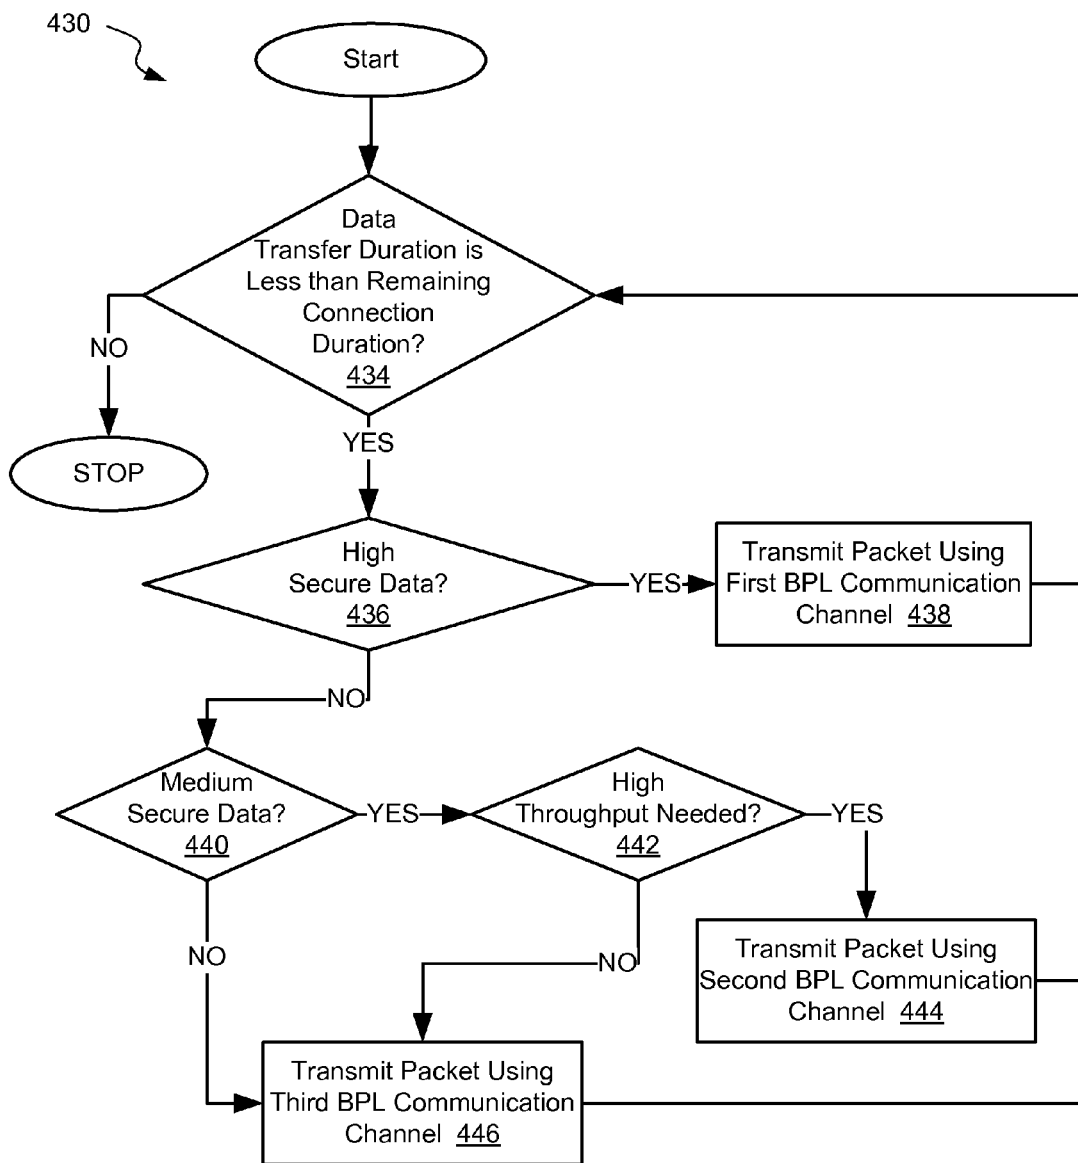 430
Start
Data
Transfer Duration is
Less than Remaining
Connection
Duration?
434
NO
YES
STOP
High
Secure Data?
436
YES
Transmit Packet Using
First BPL Communication
Channel 438
NO
Medium
Secure Data?
440
YES
High
Throughput Needed?
442
YES
NO
NO
Transmit Packet Using
Second BPL Communication
Channel 444
Transmit Packet Using
Third BPL Communication
Channel 446